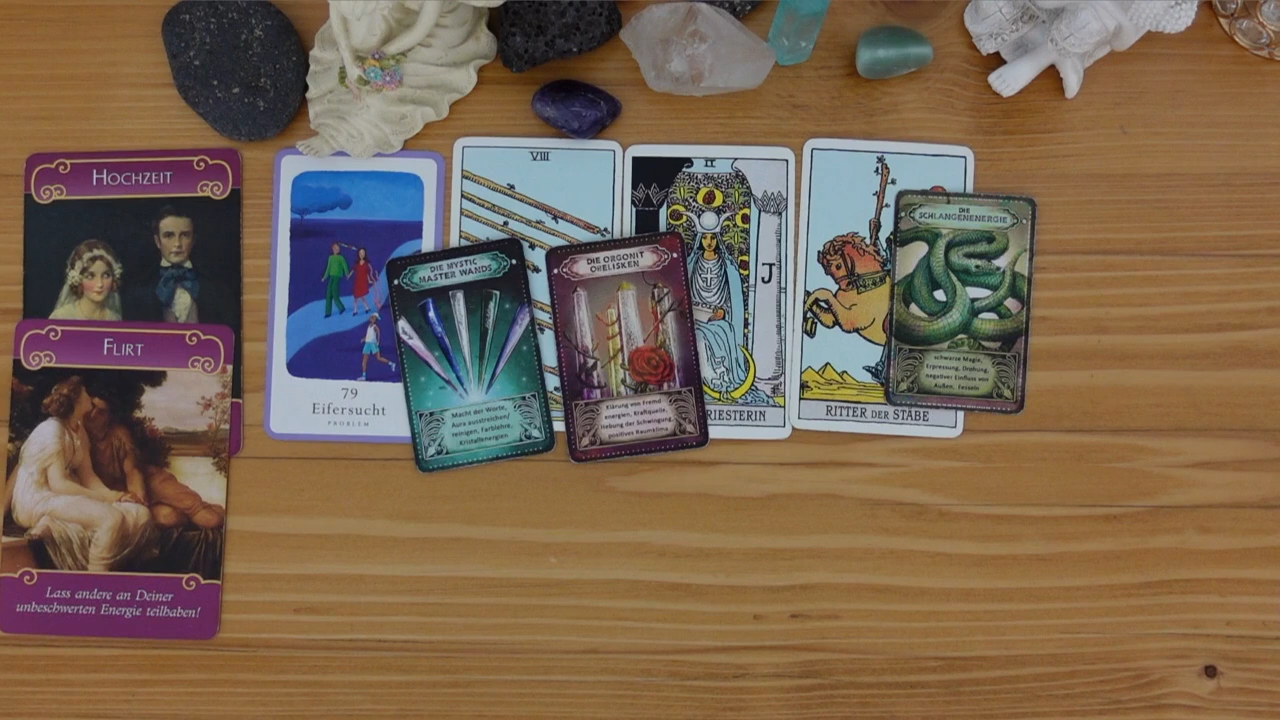 HOCHZEIT
FLIRT
Lass andere an Deiner
unbeschwerten Energie teilhaben!
79
Eifersucht
PROBLEM
VIII
DIE MYSTIC
MASTER WANDS
Macht der Worte,
Aura ausstreichen/
reinigen, Farblehre,
Kristallenergien
DIE ORGONIT
OBELISKEN
Klärung von Fremd
energien, Kraftquelle,
Hebung der Schwingung,
positives Raumklima
II
J
RIESTERIN
RITTER DER STÄBE
DIE
SCHLANGENENERGIE
schwarze Magie,
Erpressung, Drohung,
negativer Einfluss von
Außen, Fesseln